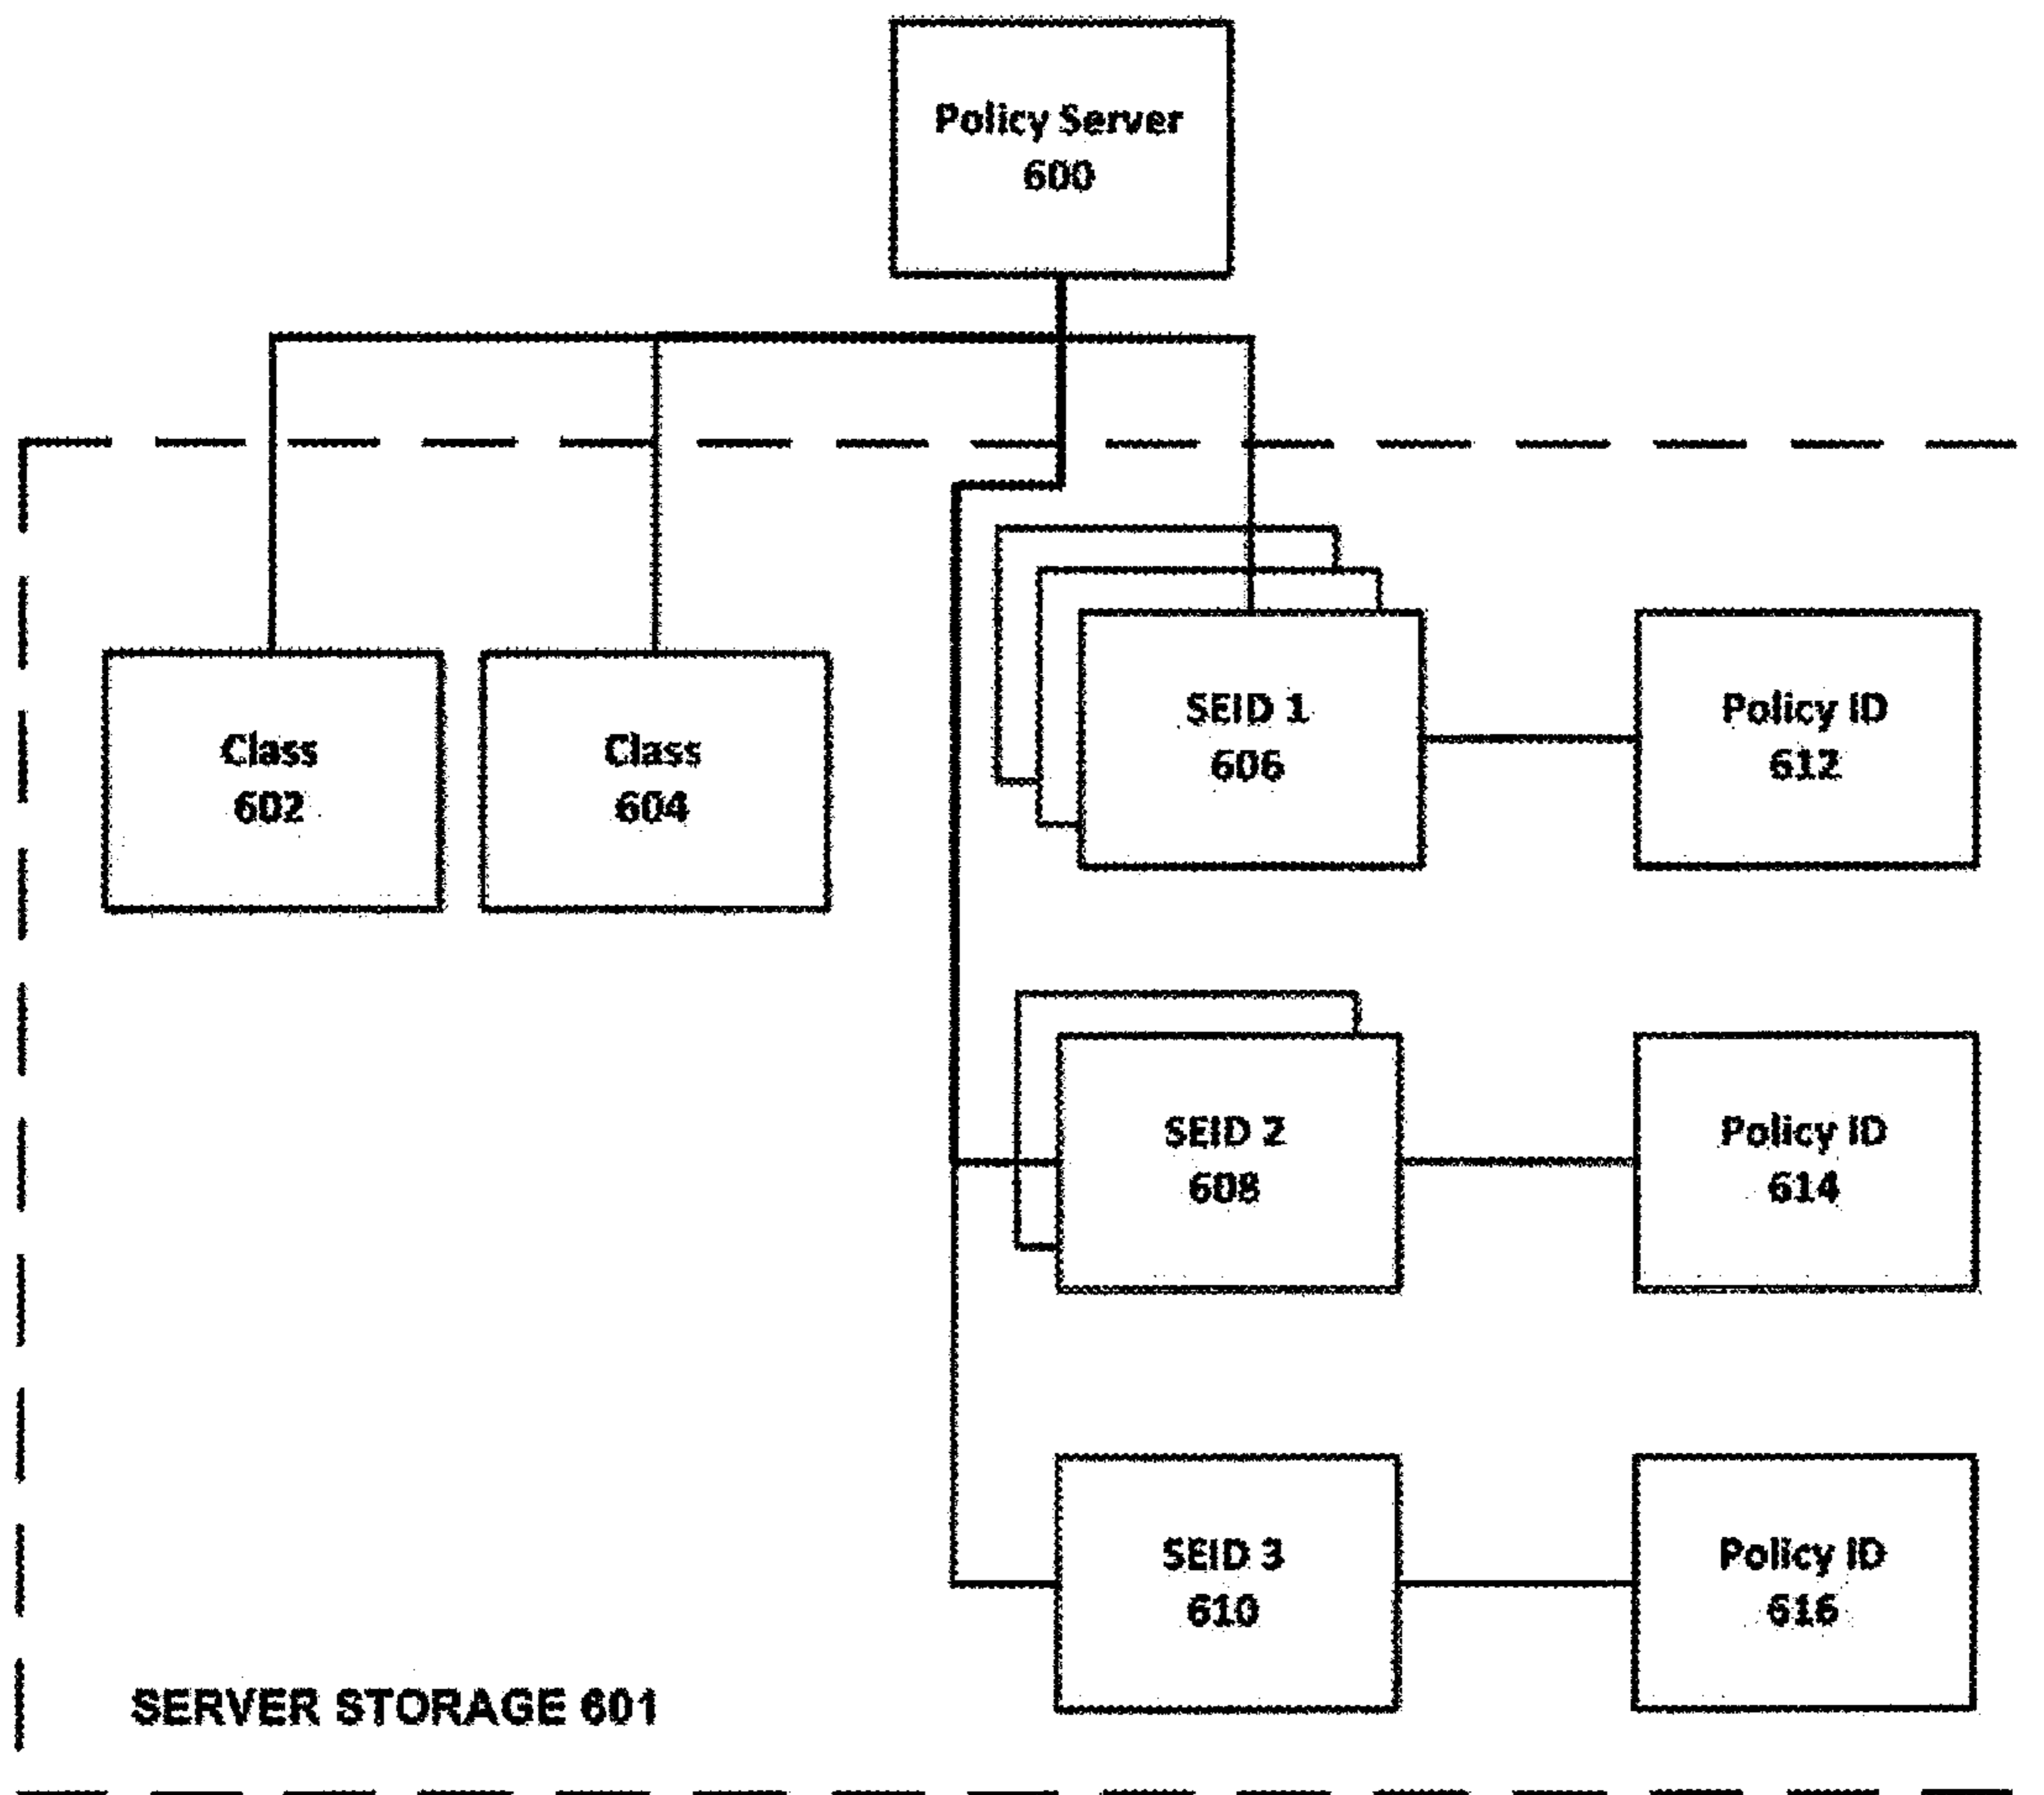 Policy Server
600
Class
602
Class
604
SEID 1
606
Policy ID
612
SEID 2
608
Policy ID
614
SEID 3
610
Policy ID
616
SERVER STORAGE 601